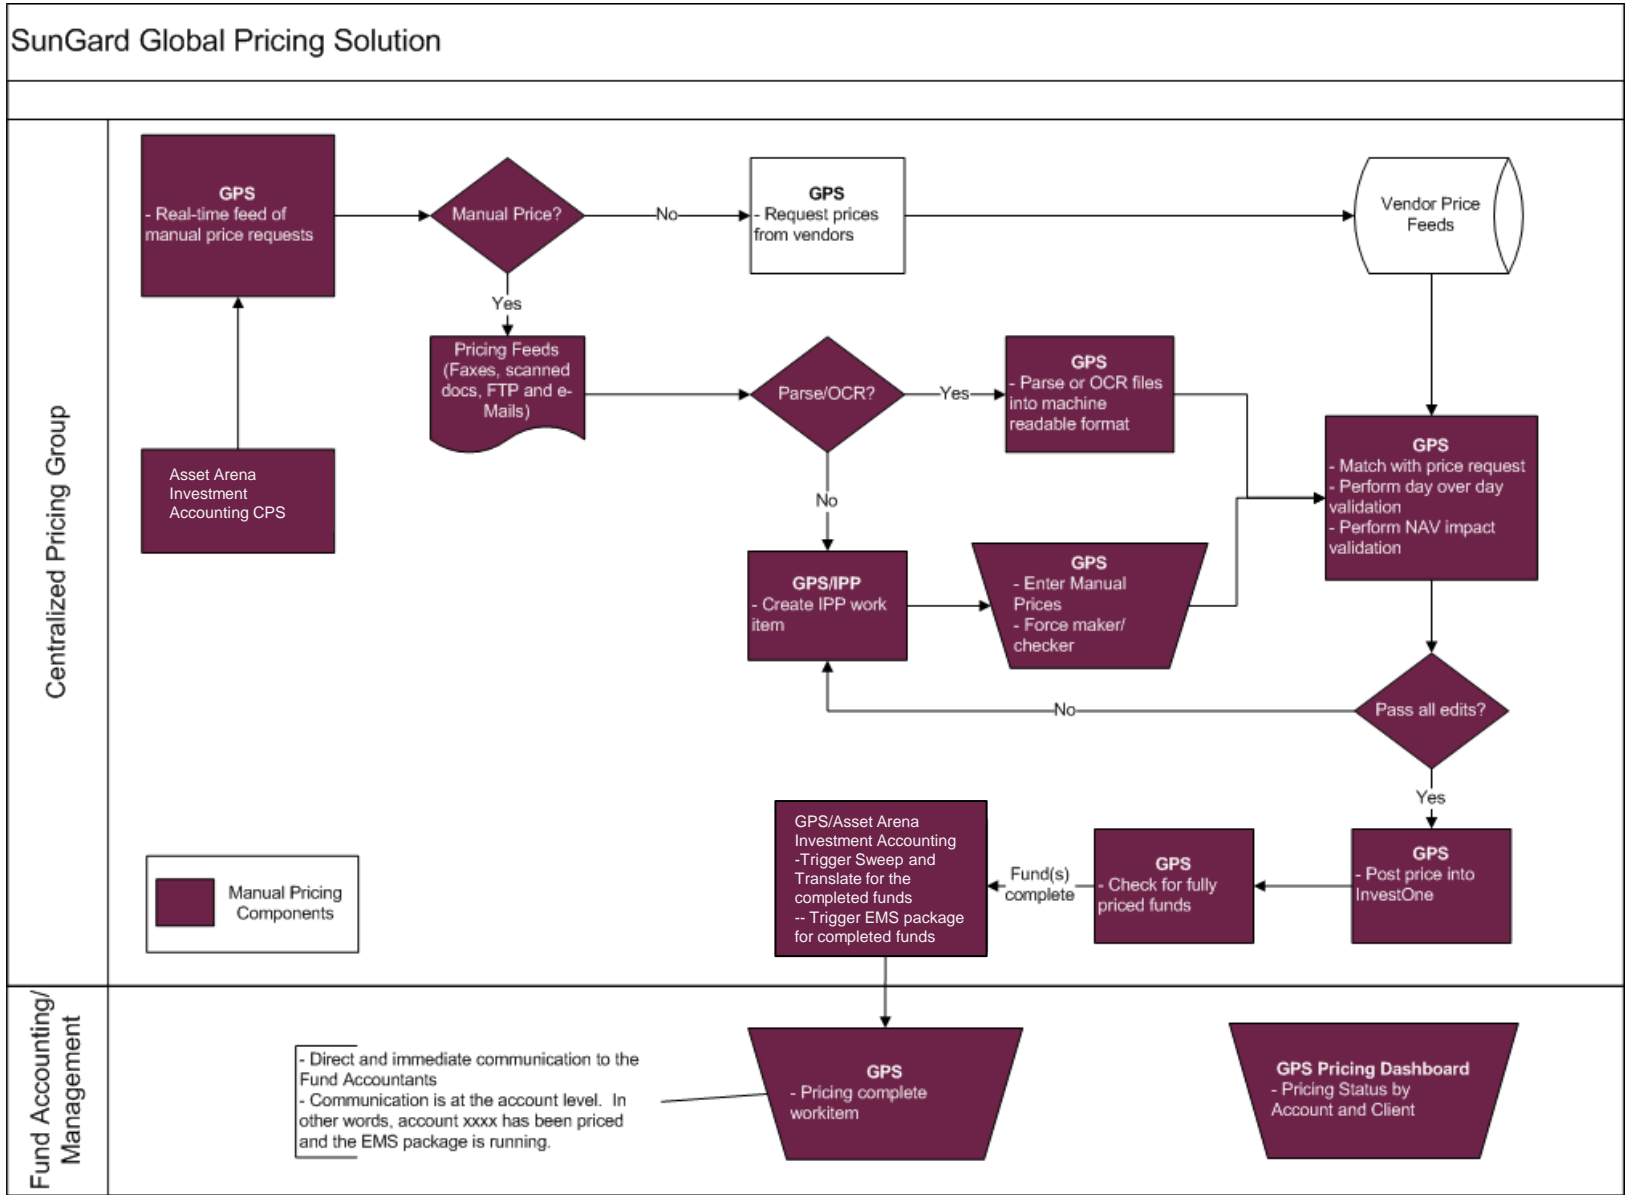 SunGard Global Pricing Solution
Centralized Pricing Group
GPS
- Real-time feed of
manual price requests
Manual Price?
No
GPS
- Request prices
from vendors
Vendor Price
Feeds
Yes
Pricing Feeds
(Faxes, scanned
docs, FTP and e-
Mails)
Parse/OCR?
Yes
GPS
- Parse or OCR files
into machine
readable format
GPS
- Match with price request
- Perform day over day
validation
- Perform NAV impact
validation
Asset Arena
Investment
Accounting CPS
No
GPS/IPP
- Create IPP work
item
GPS
- Enter Manual
Prices
- Force maker/
checker
Pass all edits?
No
Yes
GPS
- Post price into
InvestOne
GPS
- Check for fully
priced funds
Fund(s)
complete
GPS/Asset Arena
Investment Accounting
-Trigger Sweep and
Translate for the
completed funds
-- Trigger EMS package
for completed funds
Manual Pricing
Components
Fund Accounting/
Management
- Direct and immediate communication to the
Fund Accountants
- Communication is at the account level.  In
other words, account xxxx has been priced
and the EMS package is running.
GPS
- Pricing complete
workitem
GPS Pricing Dashboard
- Pricing Status by
Account and Client